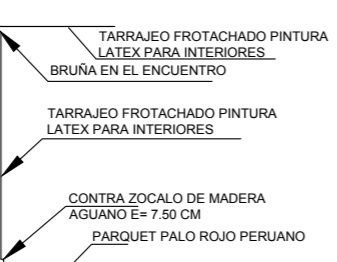 TARRAJEO FROTACHADO PINTURA
LATEX PARA INTERIORES
BRUÑA EN EL ENCUENTRO
TARRAJEO FROTACHADO PINTURA
LATEX PARA INTERIORES
CONTRA ZOCALO DE MADERA
AGUANO E= 7.50 CM
PARQUET PALO ROJO PERUANO